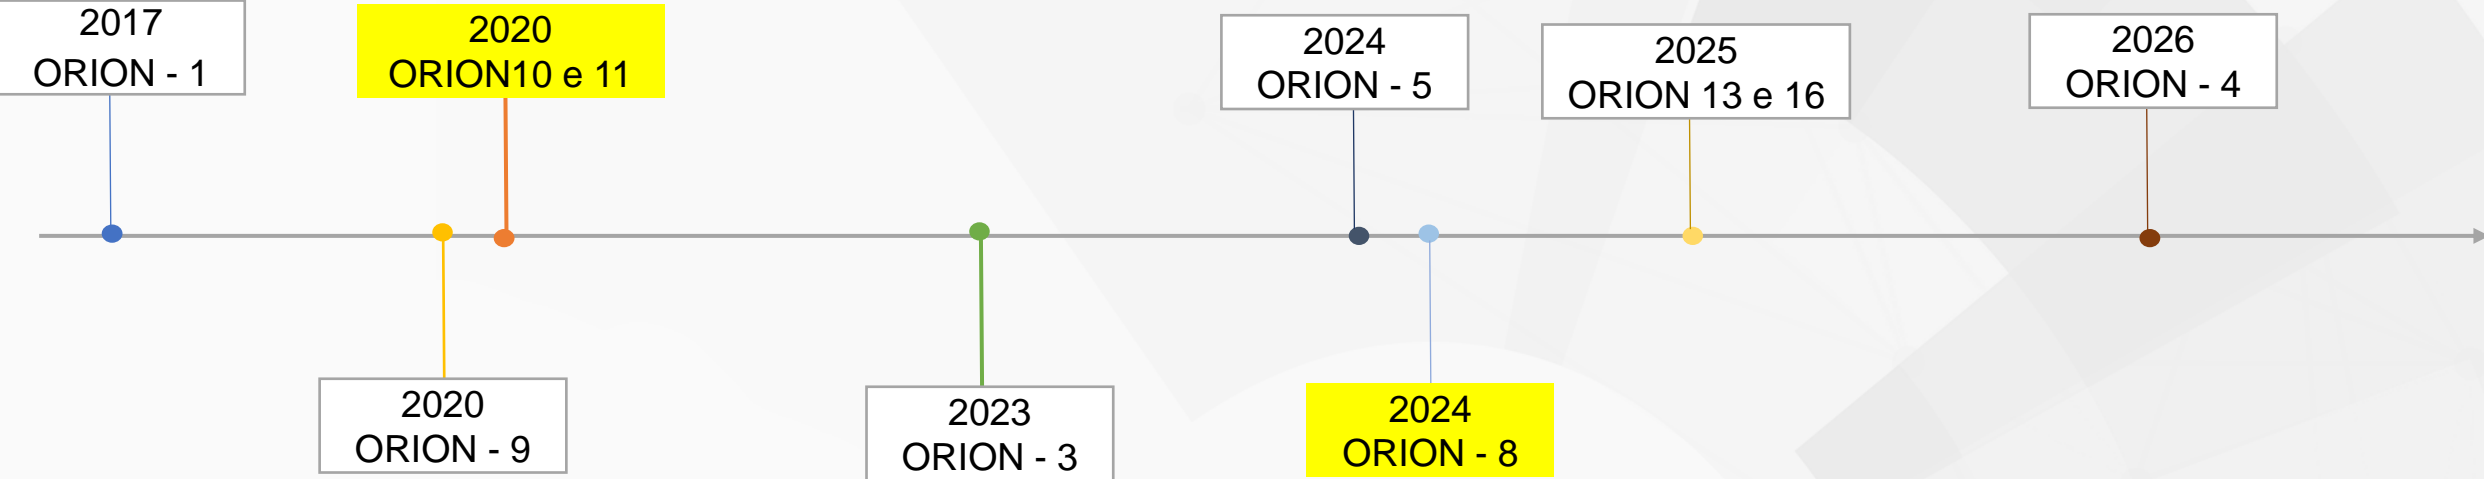 2017
ORION - 1
2020
ORION10 e 11
2024
ORION - 5
2025
ORION 13 e 16
2026
ORION - 4
2020
ORION - 9
2023
ORION - 3
2024
ORION - 8